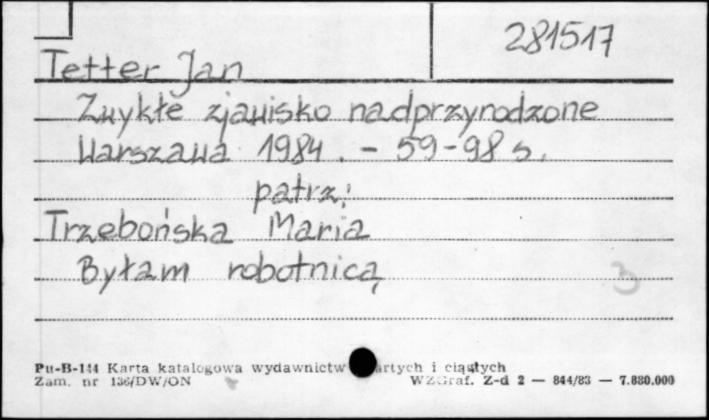 281517
Tetter Jan
Zwykłe zjawisko nadprzyrodzone
Warszawa 1984. - 59-98 s.
patrz:
Trzebońska Maria
Byłam robotnicą
3
Pu-B-144 Karta katalogowa wydawnictw artych i ciągłych
Zam. nr 136/DW/ON WZGraf. Z-d 2 — 844/83 — 7.880.000